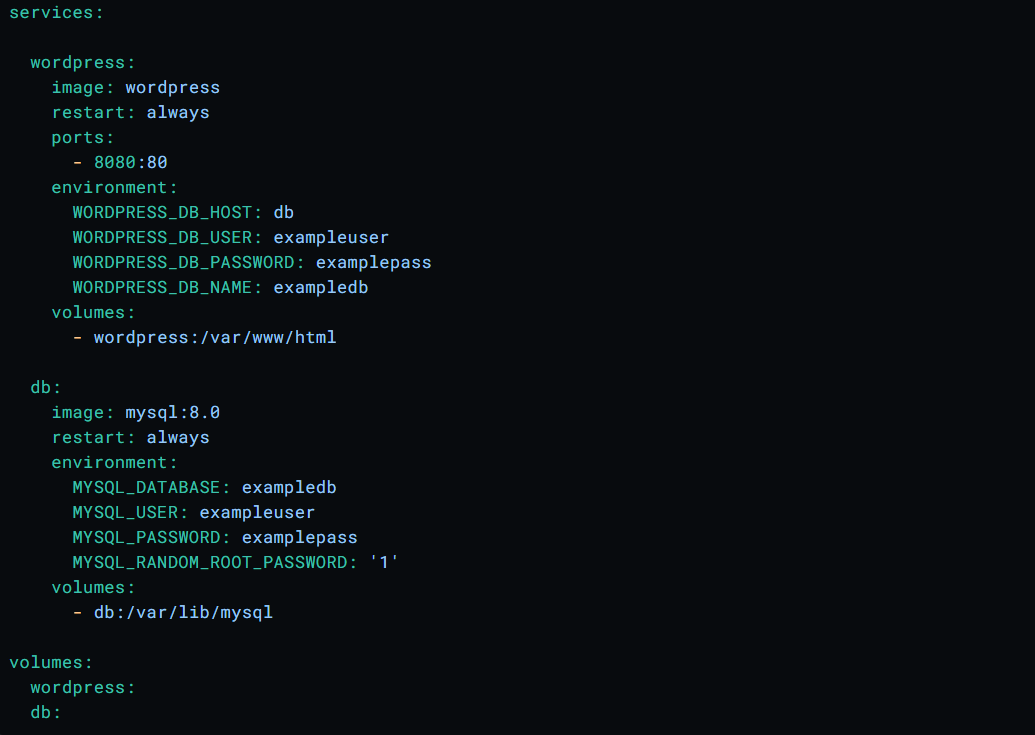 services:

  wordpress:
    image: wordpress
    restart: always
    ports:
      - 8080:80
    environment:
      WORDPRESS_DB_HOST: db
      WORDPRESS_DB_USER: exampleuser
      WORDPRESS_DB_PASSWORD: examplepass
      WORDPRESS_DB_NAME: exampledb
    volumes:
      - wordpress:/var/www/html

  db:
    image: mysql:8.0
    restart: always
    environment:
      MYSQL_DATABASE: exampledb
      MYSQL_USER: exampleuser
      MYSQL_PASSWORD: examplepass
      MYSQL_RANDOM_ROOT_PASSWORD: '1'
    volumes:
      - db:/var/lib/mysql

volumes:
  wordpress:
  db: